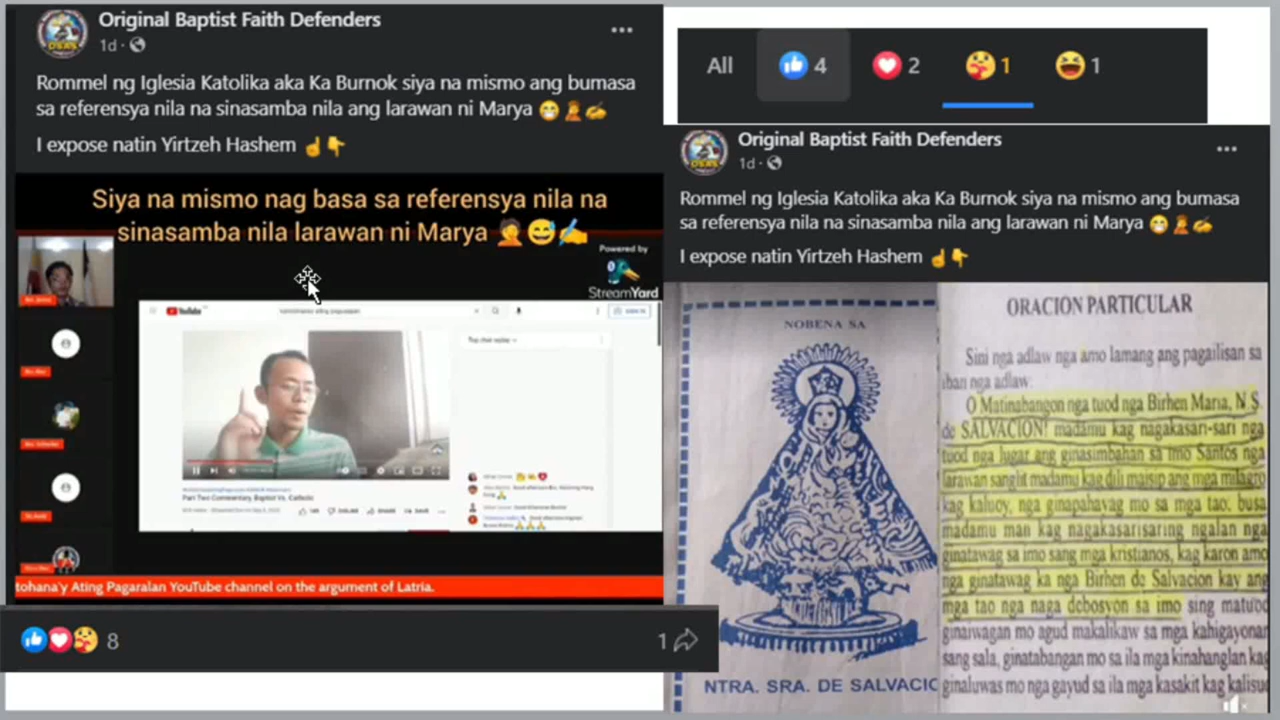 Original Baptist Faith Defenders
1d
Rommel ng Iglesia Katolika aka Ka Burnok siya na mismo ang bumasa
sa referensya nila na sinasamba nila ang larawan ni Marya 😁🤦✍️
I expose natin Yirtzeh Hashem ☝️👇
Siya na mismo nag basa sa referensya nila na
sinasamba nila larawan ni Marya 🤦😅✍️
Powered by
StreamYard
YouTube
Top chat replay
Part Two Commentary, Baptist Vs. Catholic
SHARE
SAVE
tohana'y Ating Pagaralan YouTube channel on the argument of Latria.
8
1
All
4
2
1
1
Original Baptist Faith Defenders
1d
Rommel ng Iglesia Katolika aka Ka Burnok siya na mismo ang bumasa
sa referensya nila na sinasamba nila ang larawan ni Marya 😁🤦✍️
I expose natin Yirtzeh Hashem ☝️👇
NOBENA SA
NTRA. SRA. DE SALVACIC
ORACION PARTICULAR
Sini nga adlaw nga amo lamang ang pagailisan sa
iban nga adlaw:
O Matinabangon nga tuod nga Birhen Maria, N.S.
de SALVACION! madamu kag nagakasari-sari nga
tuod nga lugar ang ginasimbahan sa imo Santos nga
larawan sanglit madamu kag dili maisip ang mga milagro
kag kaluoy, nga ginapahayag mo sa mga tao, busa
madamu man kag nagakasarisaring ngalan nga
ginatawag sa imo sang mga kristianos, kag karon amo
nga ginatawag ka nga Birhen de Salvacion kay ang
mga tao nga naga debosyon sa imo sing matuod
ginaiwagan mo agud makalikaw sa mga kahigayonan
sang sala, ginatabangan mo sa ila mga kinahanglan kag
ginaluwas mo nga gayud sa ila mga kasakit kag kalisud